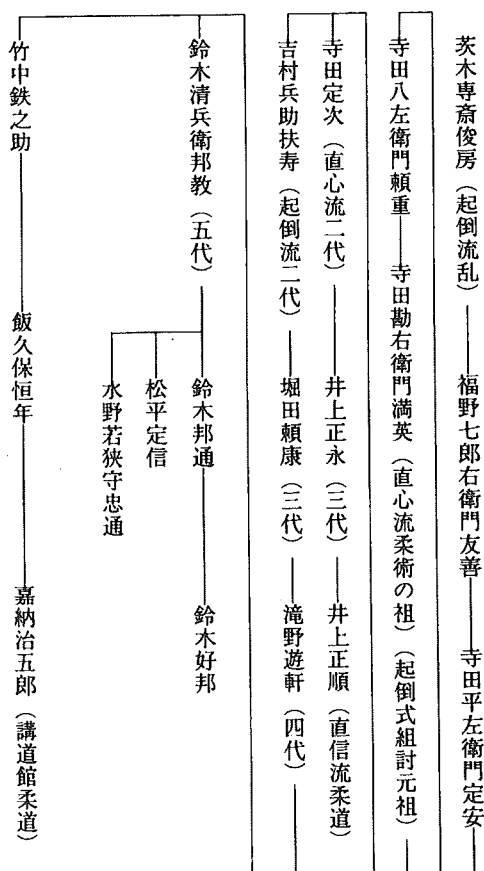 茨木専斎俊房（起倒流乱） 福野七郎右衛門友善 寺田平左衛門定安
寺田八左衛門頼重 寺田勘右衛門満英（直心流柔術の祖）（起倒式組討元祖）
寺田定次（直心流二代） 井上正永（三代） 井上正順（直信流柔道）
吉村兵助扶寿（起倒流二代） 堀田頼康（三代） 滝野遊軒（四代）
鈴木清兵衛邦教（五代） 鈴木邦通 鈴木好邦
松平定信
水野若狭守忠通
竹中鉄之助 飯久保恒年 嘉納治五郎（講道館柔道）